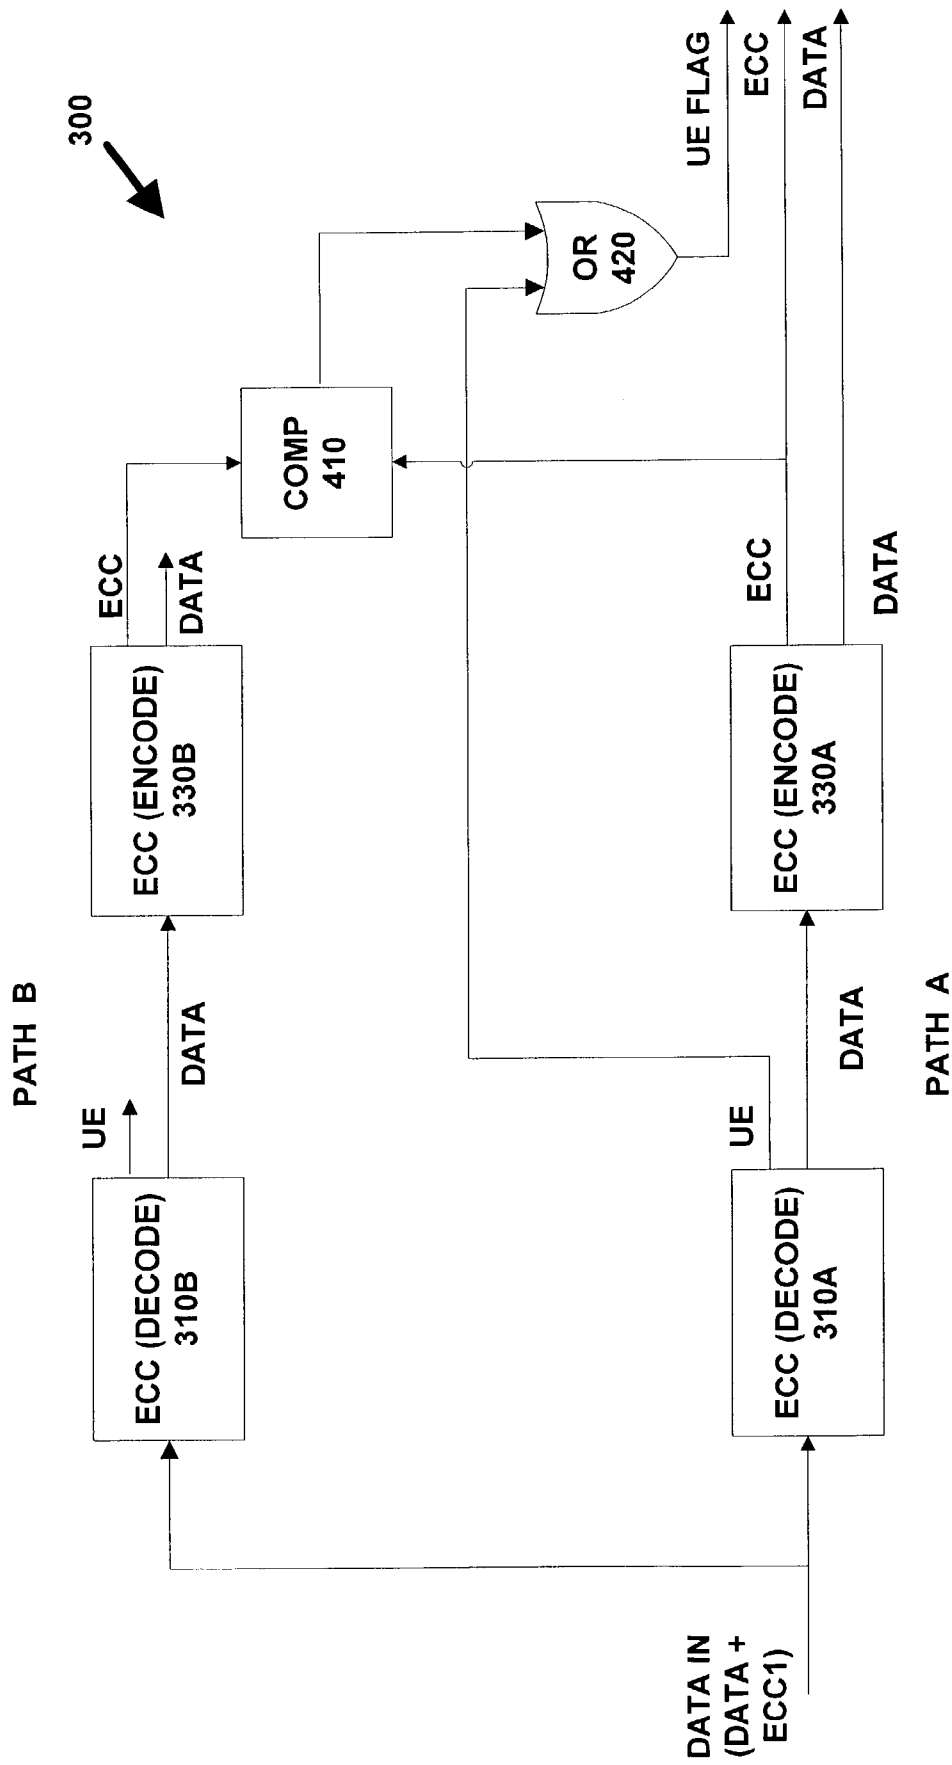 300
PATH B
ECC (DECODE)
310B
UE
DATA
ECC (ENCODE)
330B
ECC
DATA
COMP
410
OR
420
UE FLAG
ECC
DATA
DATA IN
(DATA +
ECC1)
ECC (DECODE)
310A
UE
DATA
ECC (ENCODE)
330A
ECC
DATA
PATH A